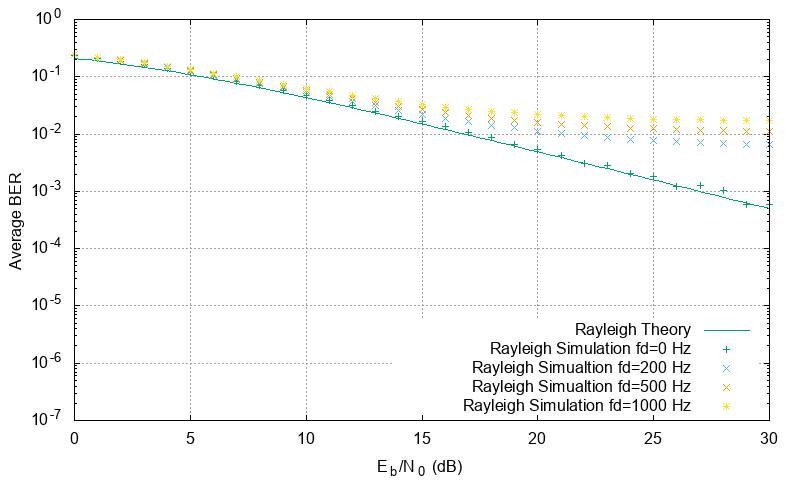 10^0
10^-1
10^-2
10^-3
10^-4
10^-5
10^-6
10^-7
Average BER
Rayleigh Theory
Rayleigh Simulation fd=0 Hz
Rayleigh Simualtion fd=200 Hz
Rayleigh Simualtion fd=500 Hz
Rayleigh Simulation fd=1000 Hz
0 5 10 15 20 25 30
E_b/N_0 (dB)